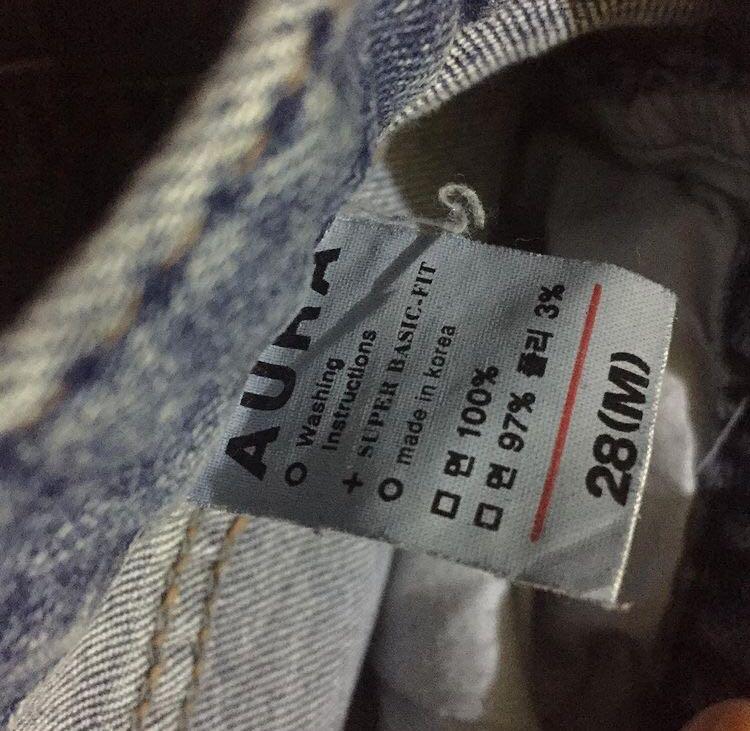 AURA
Washing
Instructions
+ SUPER BASIC-FIT
made in korea
면 100%
면 97% 폴리 3%
28(M)